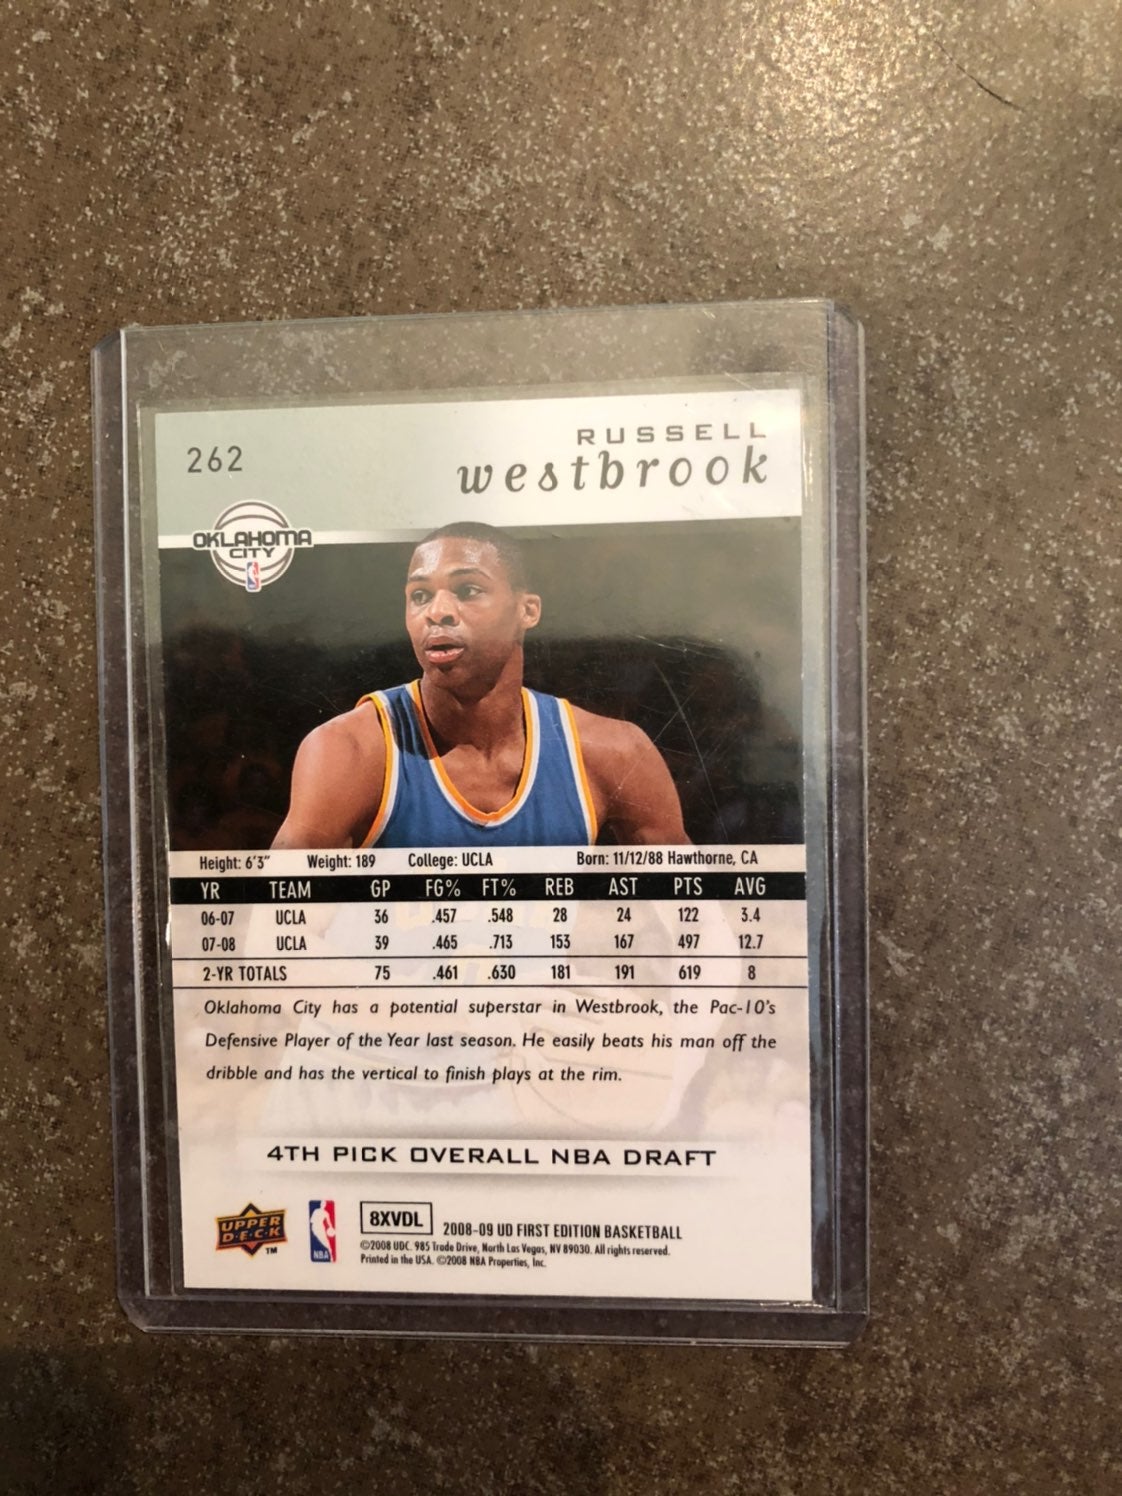 262
RUSSELL
westbrook
OKLAHOMA
CITY
Height: 6'3" Weight: 189 College: UCLA Born: 11/12/88 Hawthorne, CA
YR TEAM GP FG% FT% REB AST PTS AVG
06-07 UCLA 36 .457 .548 28 24 122 3.4
07-08 UCLA 39 .465 .713 153 167 497 12.7
2-YR TOTALS 75 .461 .630 181 191 619 8
Oklahoma City has a potential superstar in Westbrook, the Pac-10's
Defensive Player of the Year last season. He easily beats his man off the
dribble and has the vertical to finish plays at the rim.
4TH PICK OVERALL NBA DRAFT
UPPER
D·E·C·K
TM
NBA
8XVDL 2008-09 UD FIRST EDITION BASKETBALL
©2008 UDC. 985 Trade Drive, North Las Vegas, NV 89030. All rights reserved.
Printed in the USA. ©2008 NBA Properties, Inc.